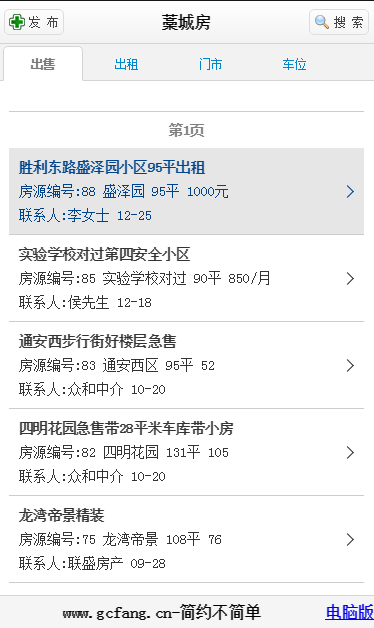 发 布
藁城房
搜 索
出售 出租 门市 车位
第1页
胜利东路盛泽园小区95平出租
房源编号:88 盛泽园 95平 1000元
联系人:李女士 12-25
实验学校对过第四安全小区
房源编号:85 实验学校对过 90平 850/月
联系人:侯先生 12-18
通安西步行街好楼层急售
房源编号:83 通安西区 95平 52
联系人:众和中介 10-20
四明花园急售带28平米车库带小房
房源编号:82 四明花园 131平 105
联系人:众和中介 10-20
龙湾帝景精装
房源编号:75 龙湾帝景 108平 76
联系人:联盛房产 09-28
www.gcfang.cn-简约不简单 电脑版